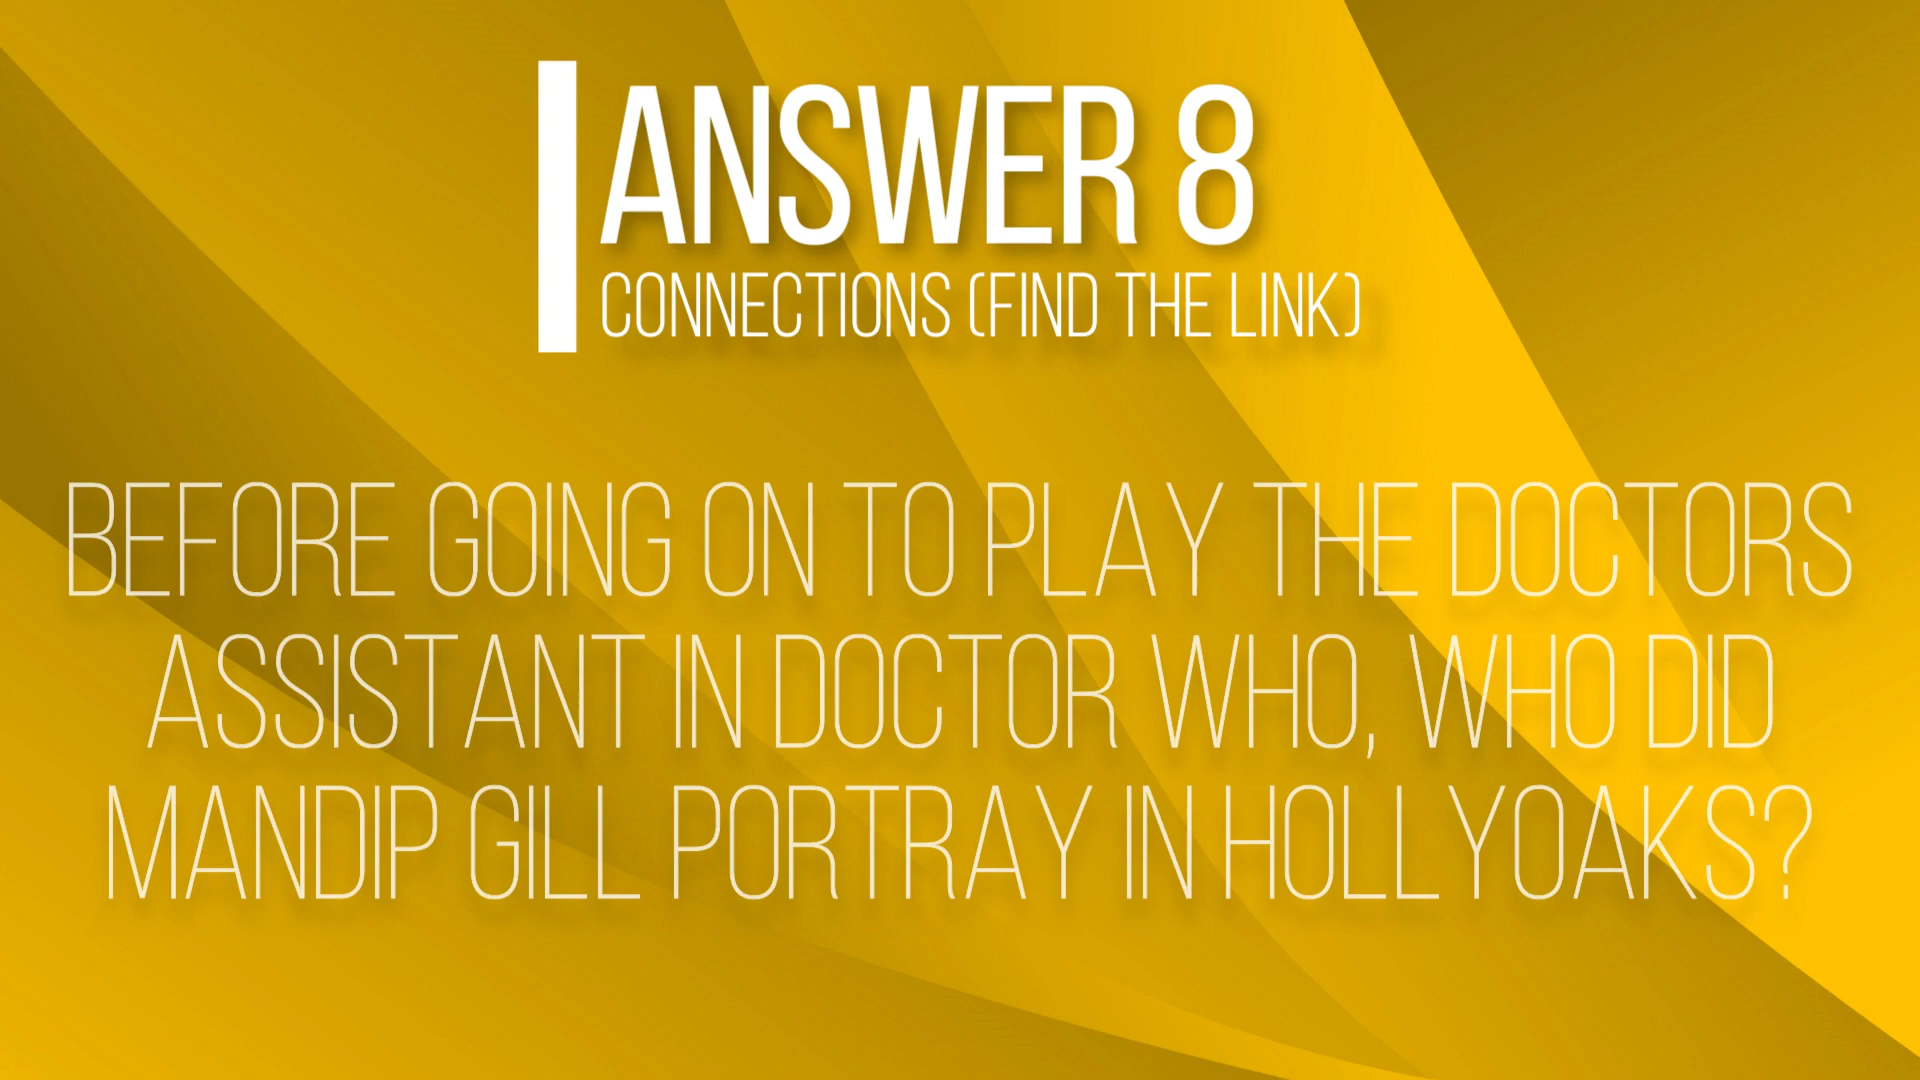 ANSWER 8
CONNECTIONS (FIND THE LINK)
BEFORE GOING ON TO PLAY THE DOCTORS
ASSISTANT IN DOCTOR WHO, WHO DID
MANDIP GILL PORTRAY IN HOLLYOAKS?